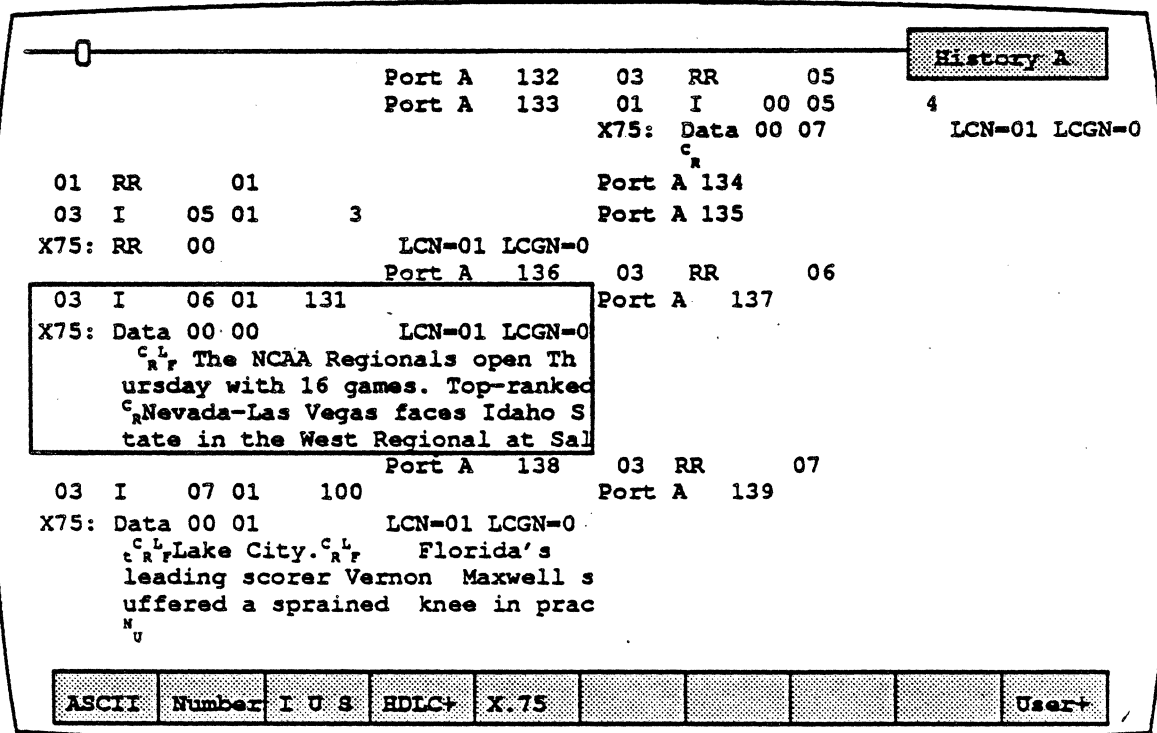 History A
Port A 132 03 RR 05
Port A 133 01 I 00 05 4
X75: Data 00 07 LCN=01 LCGN=0
CR
01 RR 01 Port A 134
03 I 05 01 3 Port A 135
X75: RR 00 LCN=01 LCGN=0
Port A 136 03 RR 06
03 I 06 01 131 Port A 137
X75: Data 00 00 LCN=01 LCGN=0
CRLF The NCAA Regionals open Th
ursday with 16 games. Top-ranked
CRNevada-Las Vegas faces Idaho S
tate in the West Regional at Sal
Port A 138 03 RR 07
03 I 07 01 100 Port A 139
X75: Data 00 01 LCN=01 LCGN=0
tCRLFLake City.CRLF Florida's
leading scorer Vernon Maxwell s
uffered a sprained knee in prac
NU
ASCII Number I U S HDLC+ X.75 User+